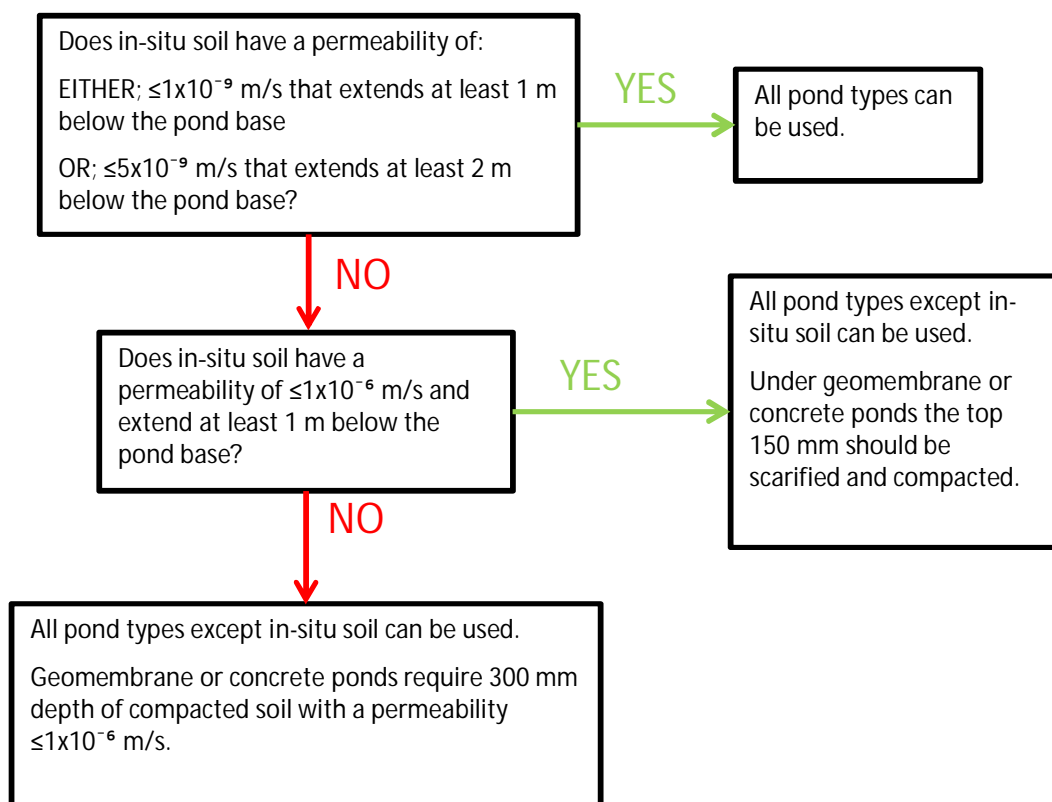 Does in-situ soil have a permeability of:
EITHER; ≤1x10⁻⁹ m/s that extends at least 1 m
below the pond base
OR; ≤5x10⁻⁹ m/s that extends at least 2 m
below the pond base?
YES
All pond types can
be used.
NO
Does in-situ soil have a
permeability of ≤1x10⁻⁶ m/s and
extend at least 1 m below the
pond base?
YES
All pond types except in-
situ soil can be used.
Under geomembrane or
concrete ponds the top
150 mm should be
scarified and compacted.
NO
All pond types except in-situ soil can be used.
Geomembrane or concrete ponds require 300 mm
depth of compacted soil with a permeability
≤1x10⁻⁶ m/s.